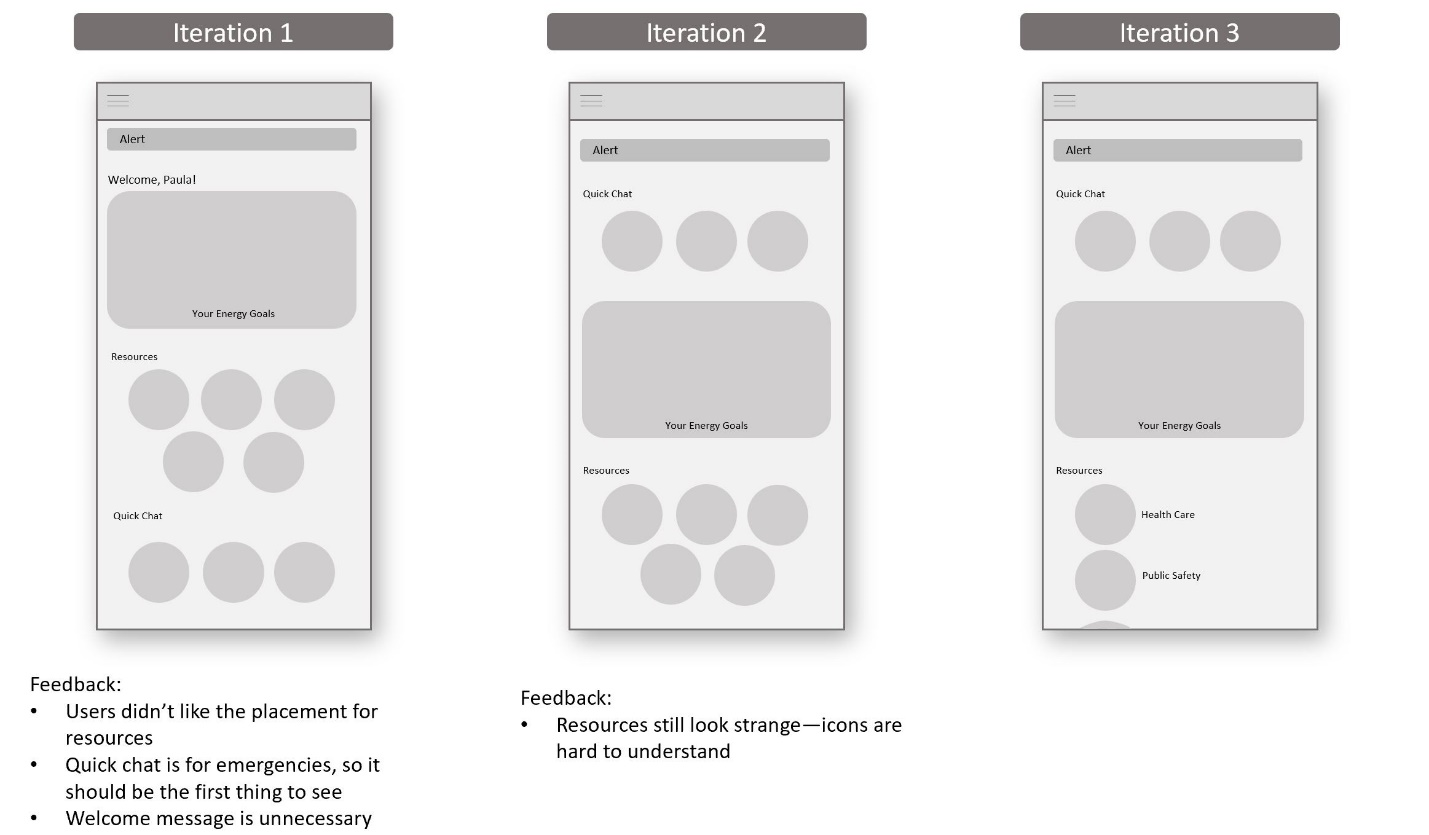 Iteration 1
Alert
Welcome, Paula!
Your Energy Goals
Resources
Quick Chat
Feedback:
• Users didn’t like the placement for
resources
• Quick chat is for emergencies, so it
should be the first thing to see
• Welcome message is unnecessary
Iteration 2
Alert
Quick Chat
Your Energy Goals
Resources
Feedback:
• Resources still look strange—icons are
hard to understand
Iteration 3
Alert
Quick Chat
Your Energy Goals
Resources
Health Care
Public Safety